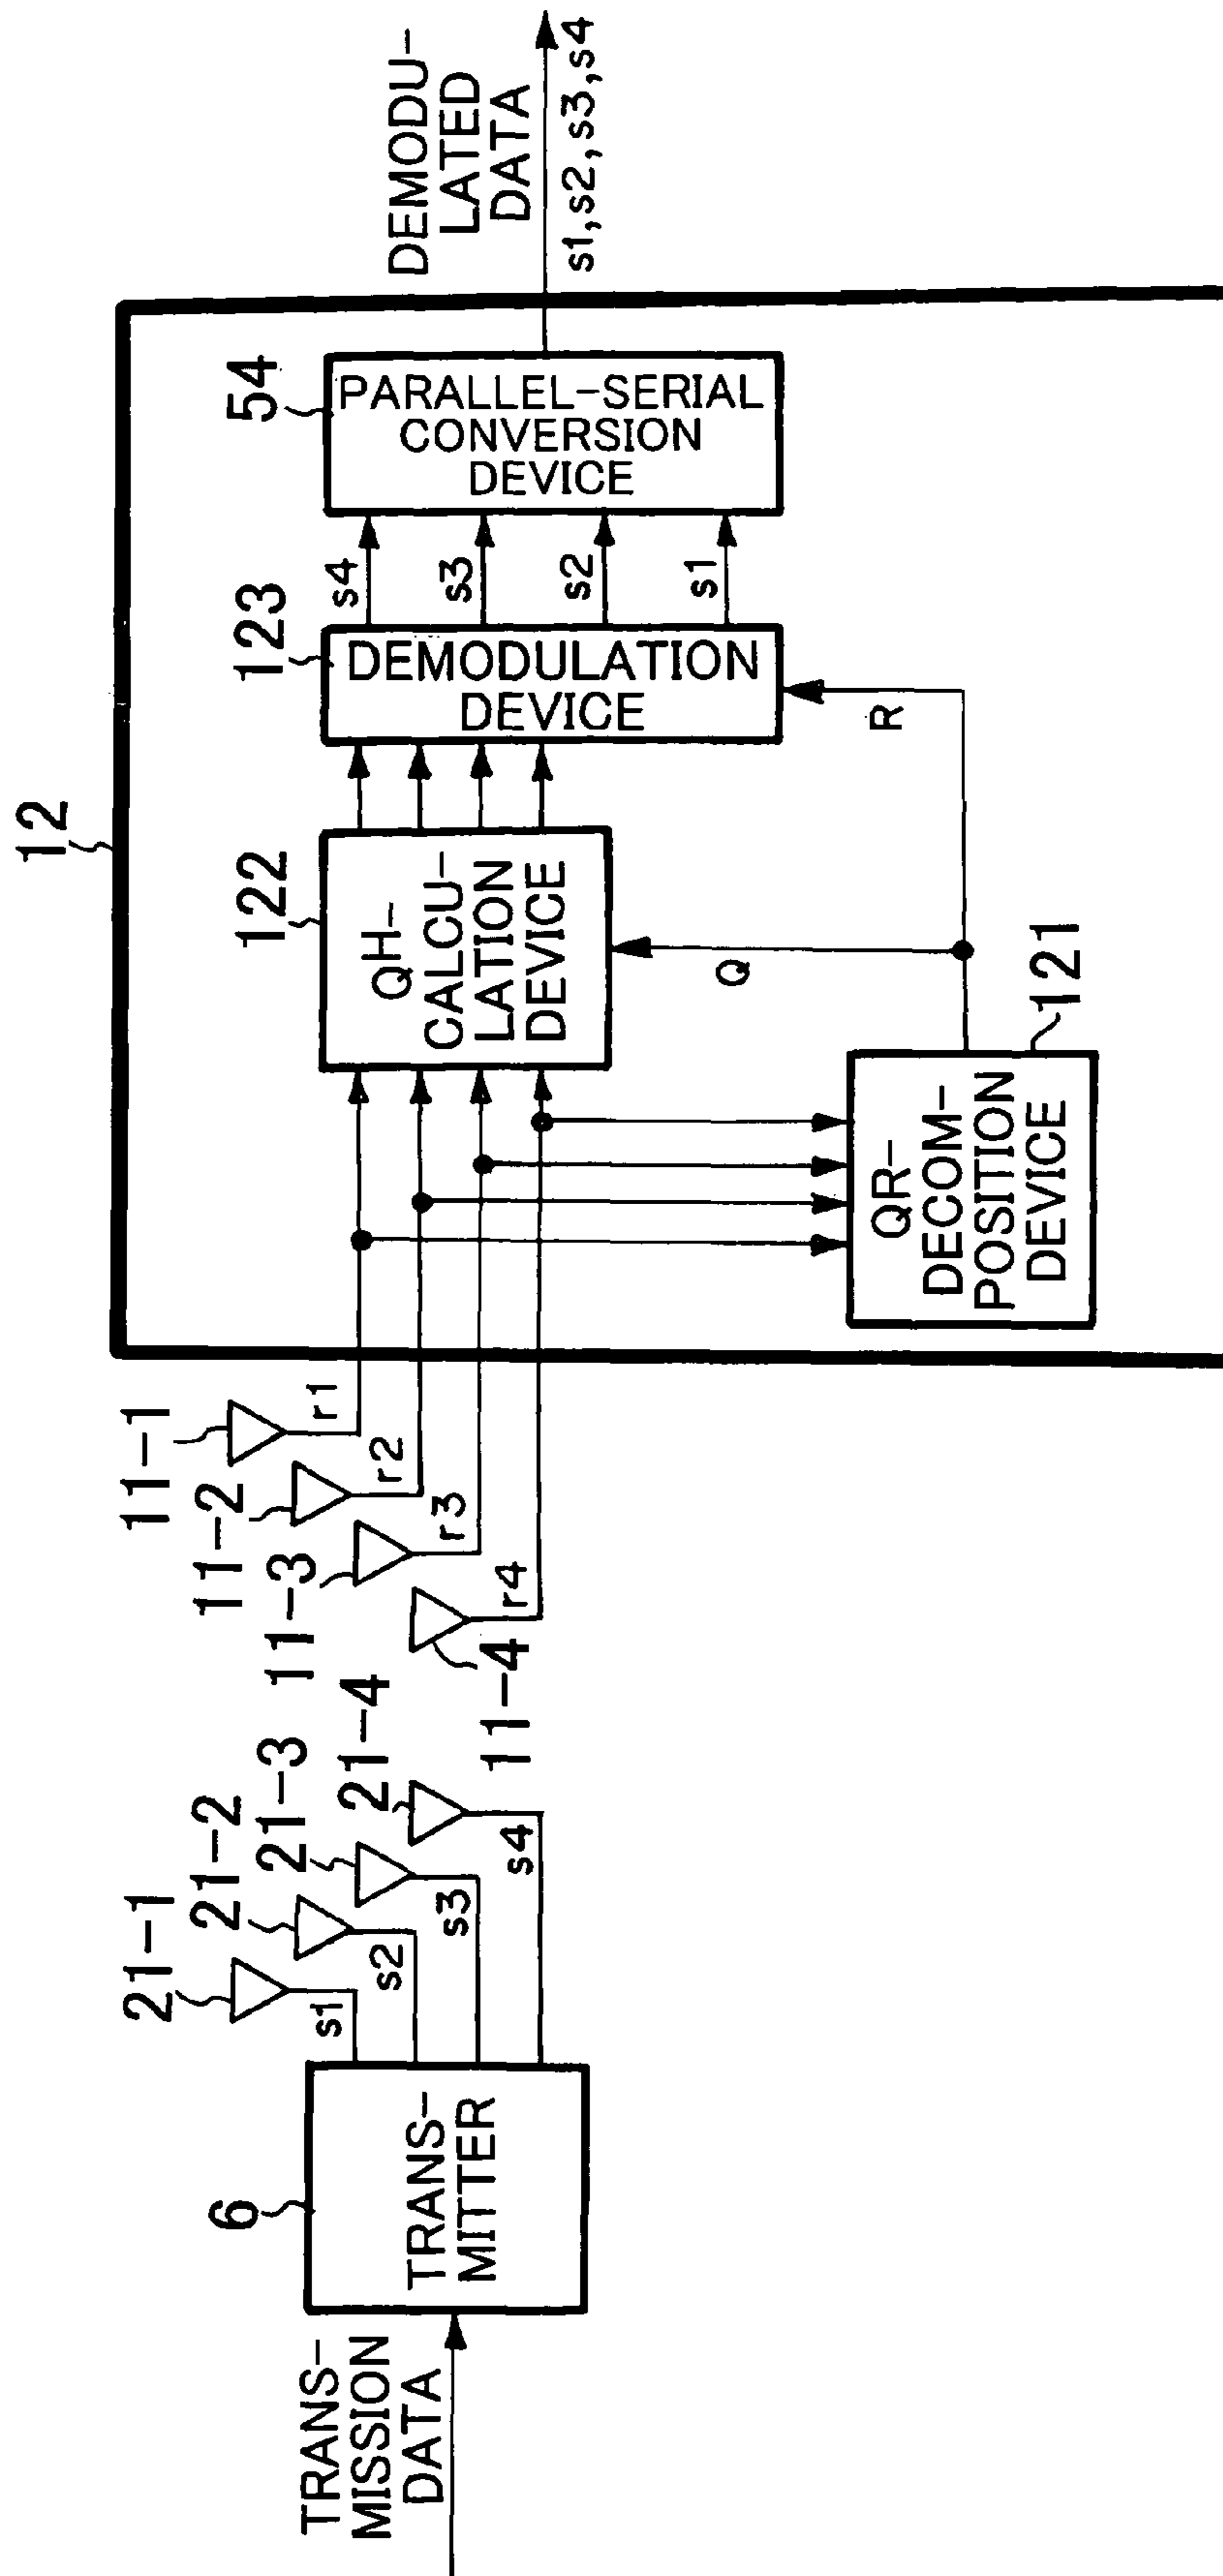 TRANS-
MISSION
DATA
6
TRANS-
MITTER
s1
s2
s3
s4
21-1
21-2
21-3
21-4
11-1
11-2
11-3
11-4
r1
r2
r3
r4
12
QR-
DECOM-
POSITION
DEVICE
121
Q
R
122
QH-
CALCU-
LATION
DEVICE
123
DEMODULATION
DEVICE
s4
s3
s2
s1
54
PARALLEL-SERIAL
CONVERSION
DEVICE
DEMODU-
LATED
DATA
s1,s2,s3,s4